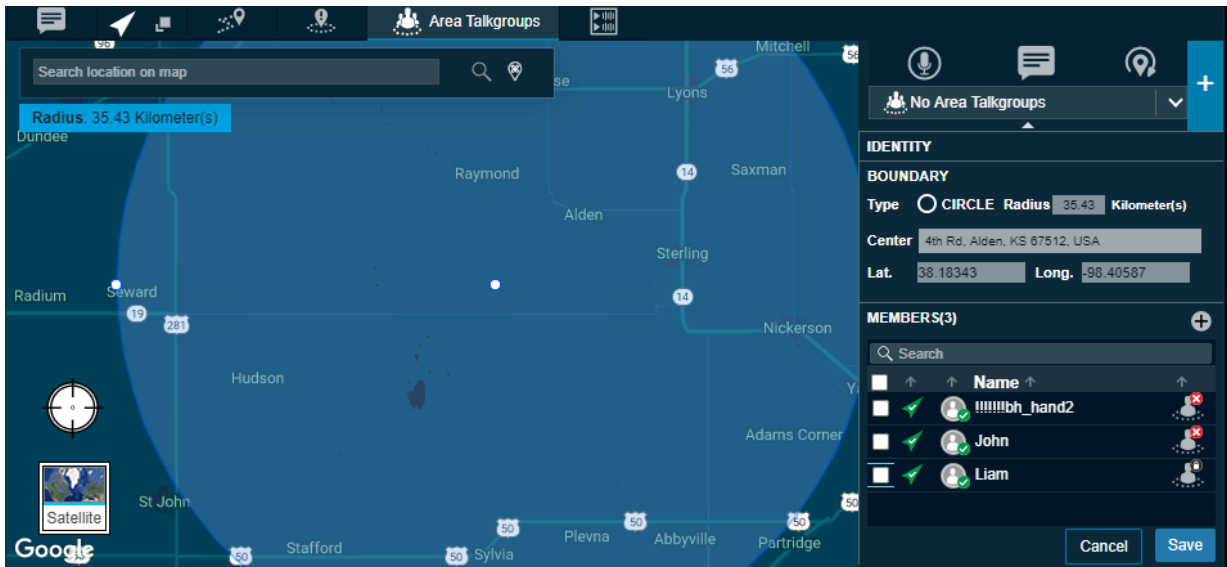 Area Talkgroups
96
Mitchell
56
Search location on map
56
se
Lyons
No Area Talkgroups
+
Radius: 35.43 Kilometer(s)
Dundee
IDENTITY
Raymond
14
Saxman
BOUNDARY
Type CIRCLE Radius 35.43 Kilometer(s)
Alden
Center 4th Rd, Alden, KS 67512, USA
Sterling
Lat. 38.18343 Long. -98.40587
Radium
Seward
14
19
281
MEMBERS(3)
Nickerson
Search
Hudson
Name
Y
!!!!!!!bh_hand2
Adams Corner
John
Liam
St John
50
Satellite
50
50
50
Plevna
Abbyville
Partridge
Google
50
Stafford
50
Sylvia
Cancel
Save